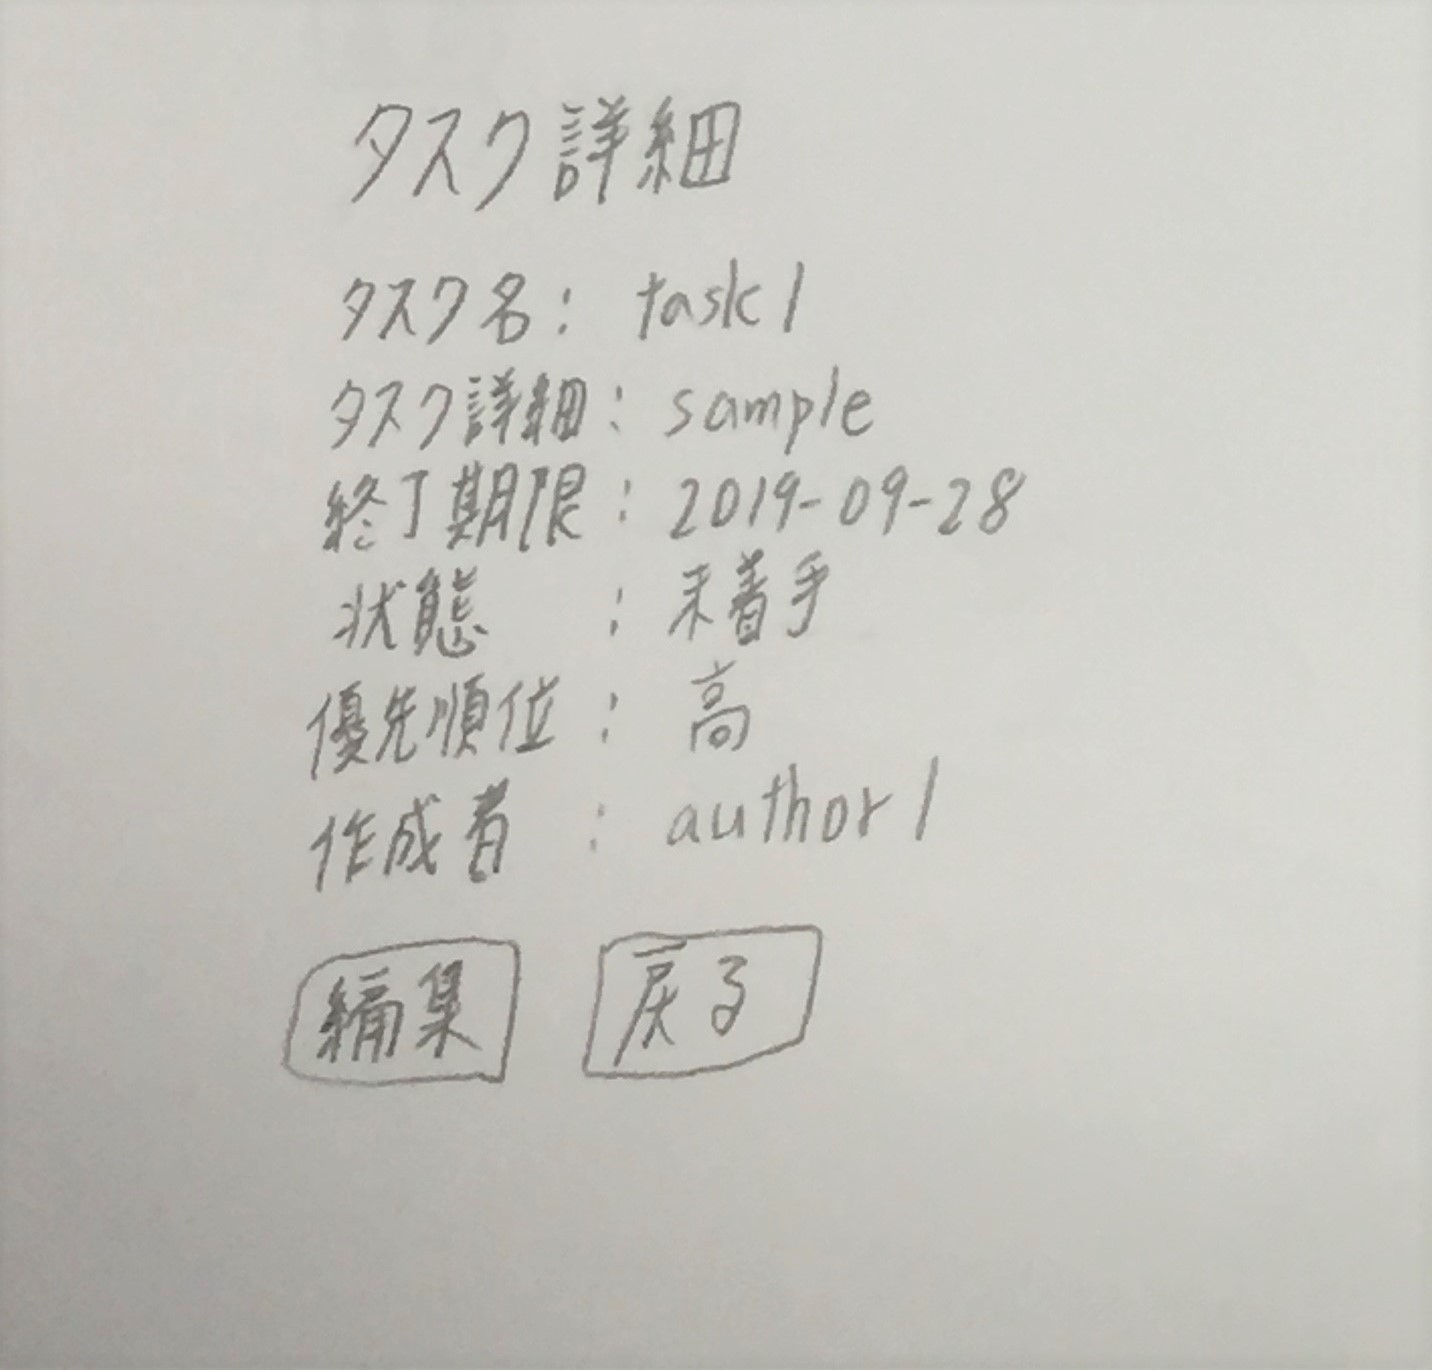 タスク詳細
タスク名: task1
タスク詳細: sample
終了期限: 2019-09-28
状態 : 未着手
優先順位: 高
作成者 : author1
編集 戻る